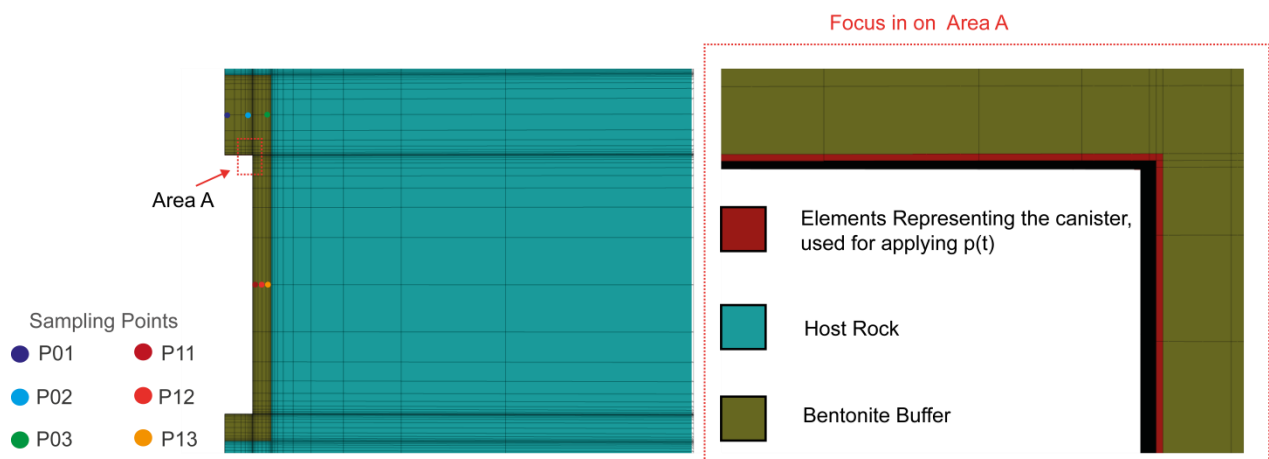 Focus in on Area A
Area A
Elements Representing the canister,
used for applying p(t)
Host Rock
Bentonite Buffer
Sampling Points
P01
P11
P02
P12
P03
P13